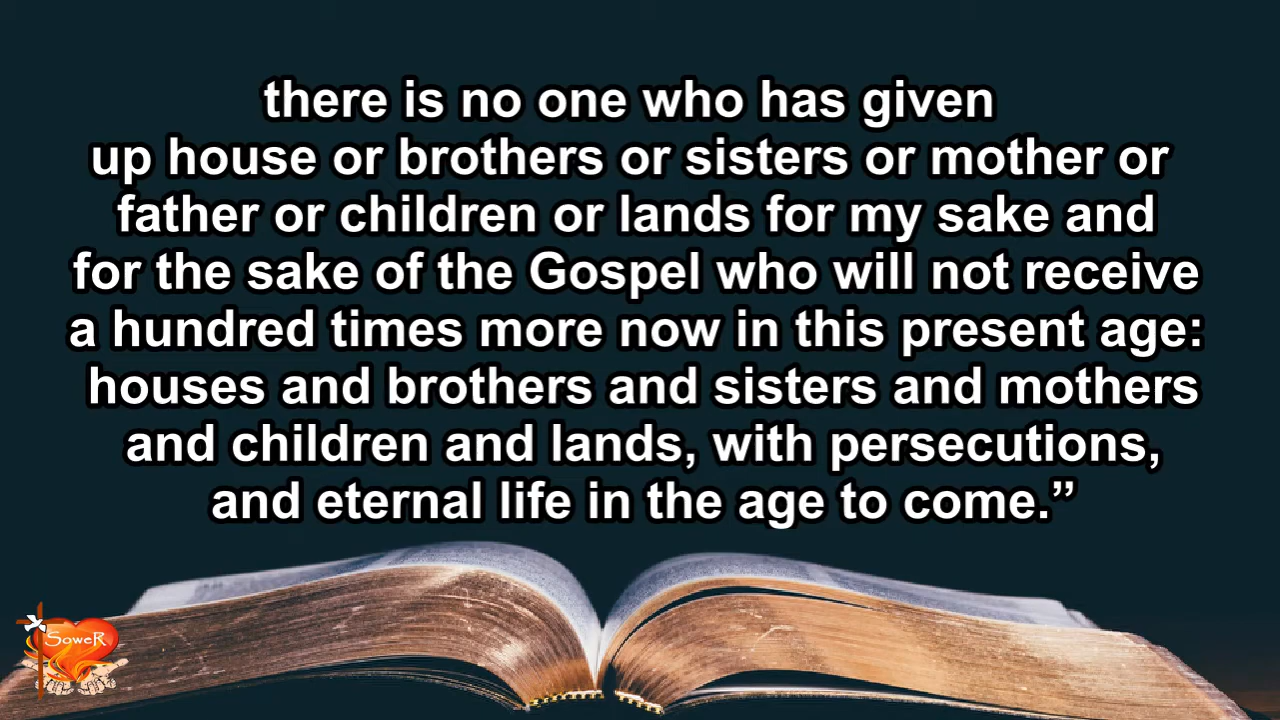 there is no one who has given
up house or brothers or sisters or mother or
father or children or lands for my sake and
for the sake of the Gospel who will not receive
a hundred times more now in this present age:
houses and brothers and sisters and mothers
and children and lands, with persecutions,
and eternal life in the age to come.”
SoweR